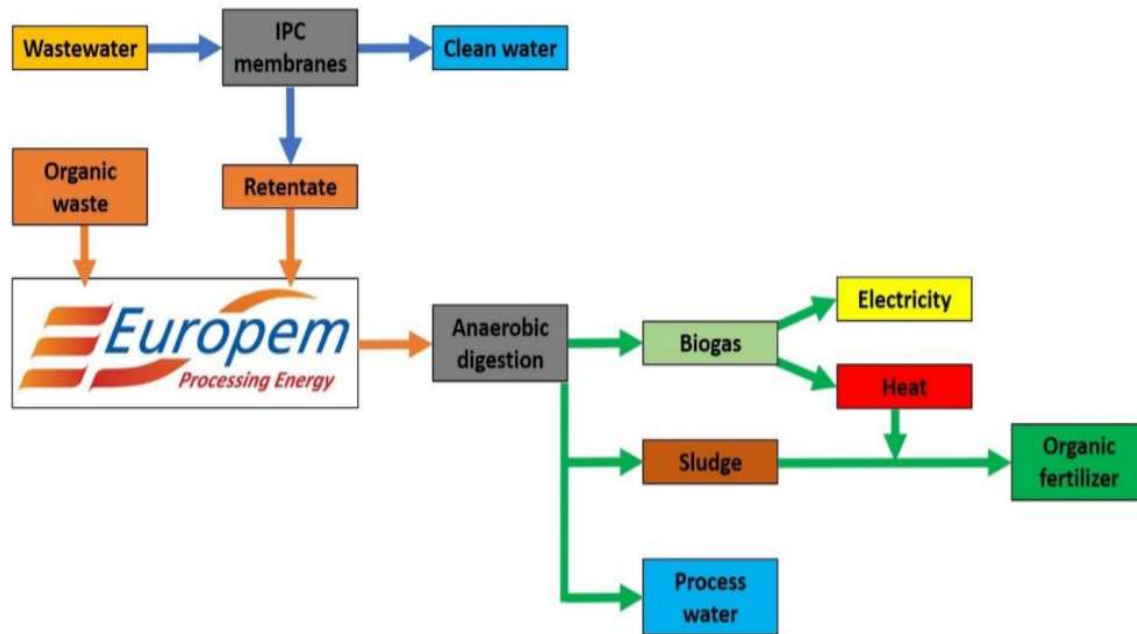 Wastewater
IPC
membranes
Clean water
Organic
waste
Retentate
Europem
Processing Energy
Anaerobic
digestion
Biogas
Electricity
Heat
Sludge
Organic
fertilizer
Process
water